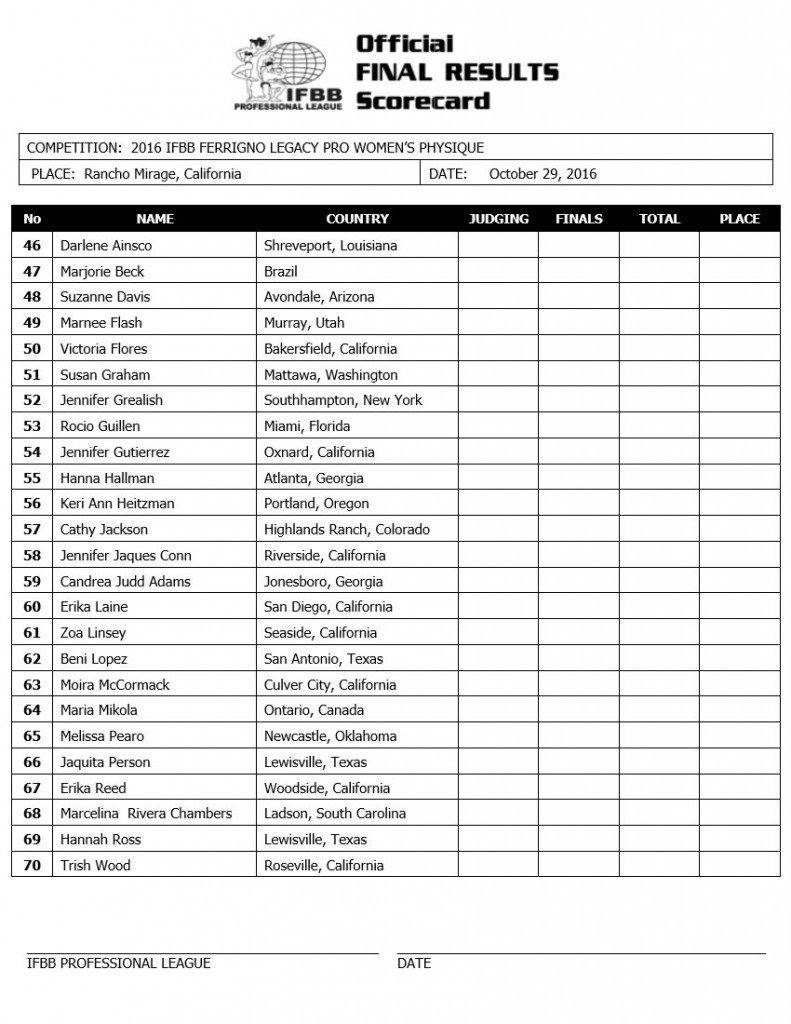 IFBB
PROFESSIONAL LEAGUE
Official
FINAL RESULTS
Scorecard
COMPETITION: 2016 IFBB FERRIGNO LEGACY PRO WOMEN'S PHYSIQUE
PLACE: Rancho Mirage, California DATE: October 29, 2016
No NAME COUNTRY JUDGING FINALS TOTAL PLACE
46 Darlene Ainsco Shreveport, Louisiana
47 Marjorie Beck Brazil
48 Suzanne Davis Avondale, Arizona
49 Marnee Flash Murray, Utah
50 Victoria Flores Bakersfield, California
51 Susan Graham Mattawa, Washington
52 Jennifer Grealish Southhampton, New York
53 Rocio Guillen Miami, Florida
54 Jennifer Gutierrez Oxnard, California
55 Hanna Hallman Atlanta, Georgia
56 Keri Ann Heitzman Portland, Oregon
57 Cathy Jackson Highlands Ranch, Colorado
58 Jennifer Jaques Conn Riverside, California
59 Candrea Judd Adams Jonesboro, Georgia
60 Erika Laine San Diego, California
61 Zoa Linsey Seaside, California
62 Beni Lopez San Antonio, Texas
63 Moira McCormack Culver City, California
64 Maria Mikola Ontario, Canada
65 Melissa Pearo Newcastle, Oklahoma
66 Jaquita Person Lewisville, Texas
67 Erika Reed Woodside, California
68 Marcelina Rivera Chambers Ladson, South Carolina
69 Hannah Ross Lewisville, Texas
70 Trish Wood Roseville, California
IFBB PROFESSIONAL LEAGUE DATE